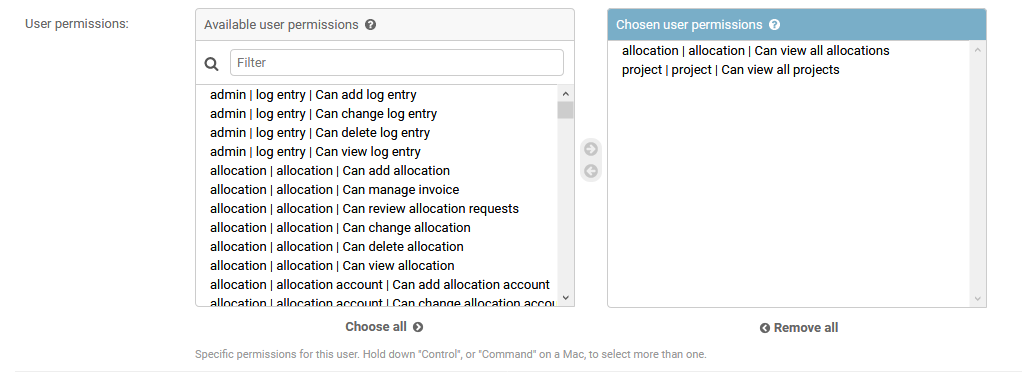 User permissions:
Available user permissions ?
Filter
admin | log entry | Can add log entry
admin | log entry | Can change log entry
admin | log entry | Can delete log entry
admin | log entry | Can view log entry
allocation | allocation | Can add allocation
allocation | allocation | Can manage invoice
allocation | allocation | Can review allocation requests
allocation | allocation | Can change allocation
allocation | allocation | Can delete allocation
allocation | allocation | Can view allocation
allocation | allocation account | Can add allocation account
allocation | allocation account | Can change allocation
Choose all
Chosen user permissions ?
allocation | allocation | Can view all allocations
project | project | Can view all projects
Remove all
Specific permissions for this user. Hold down "Control", or "Command" on a Mac, to select more than one.